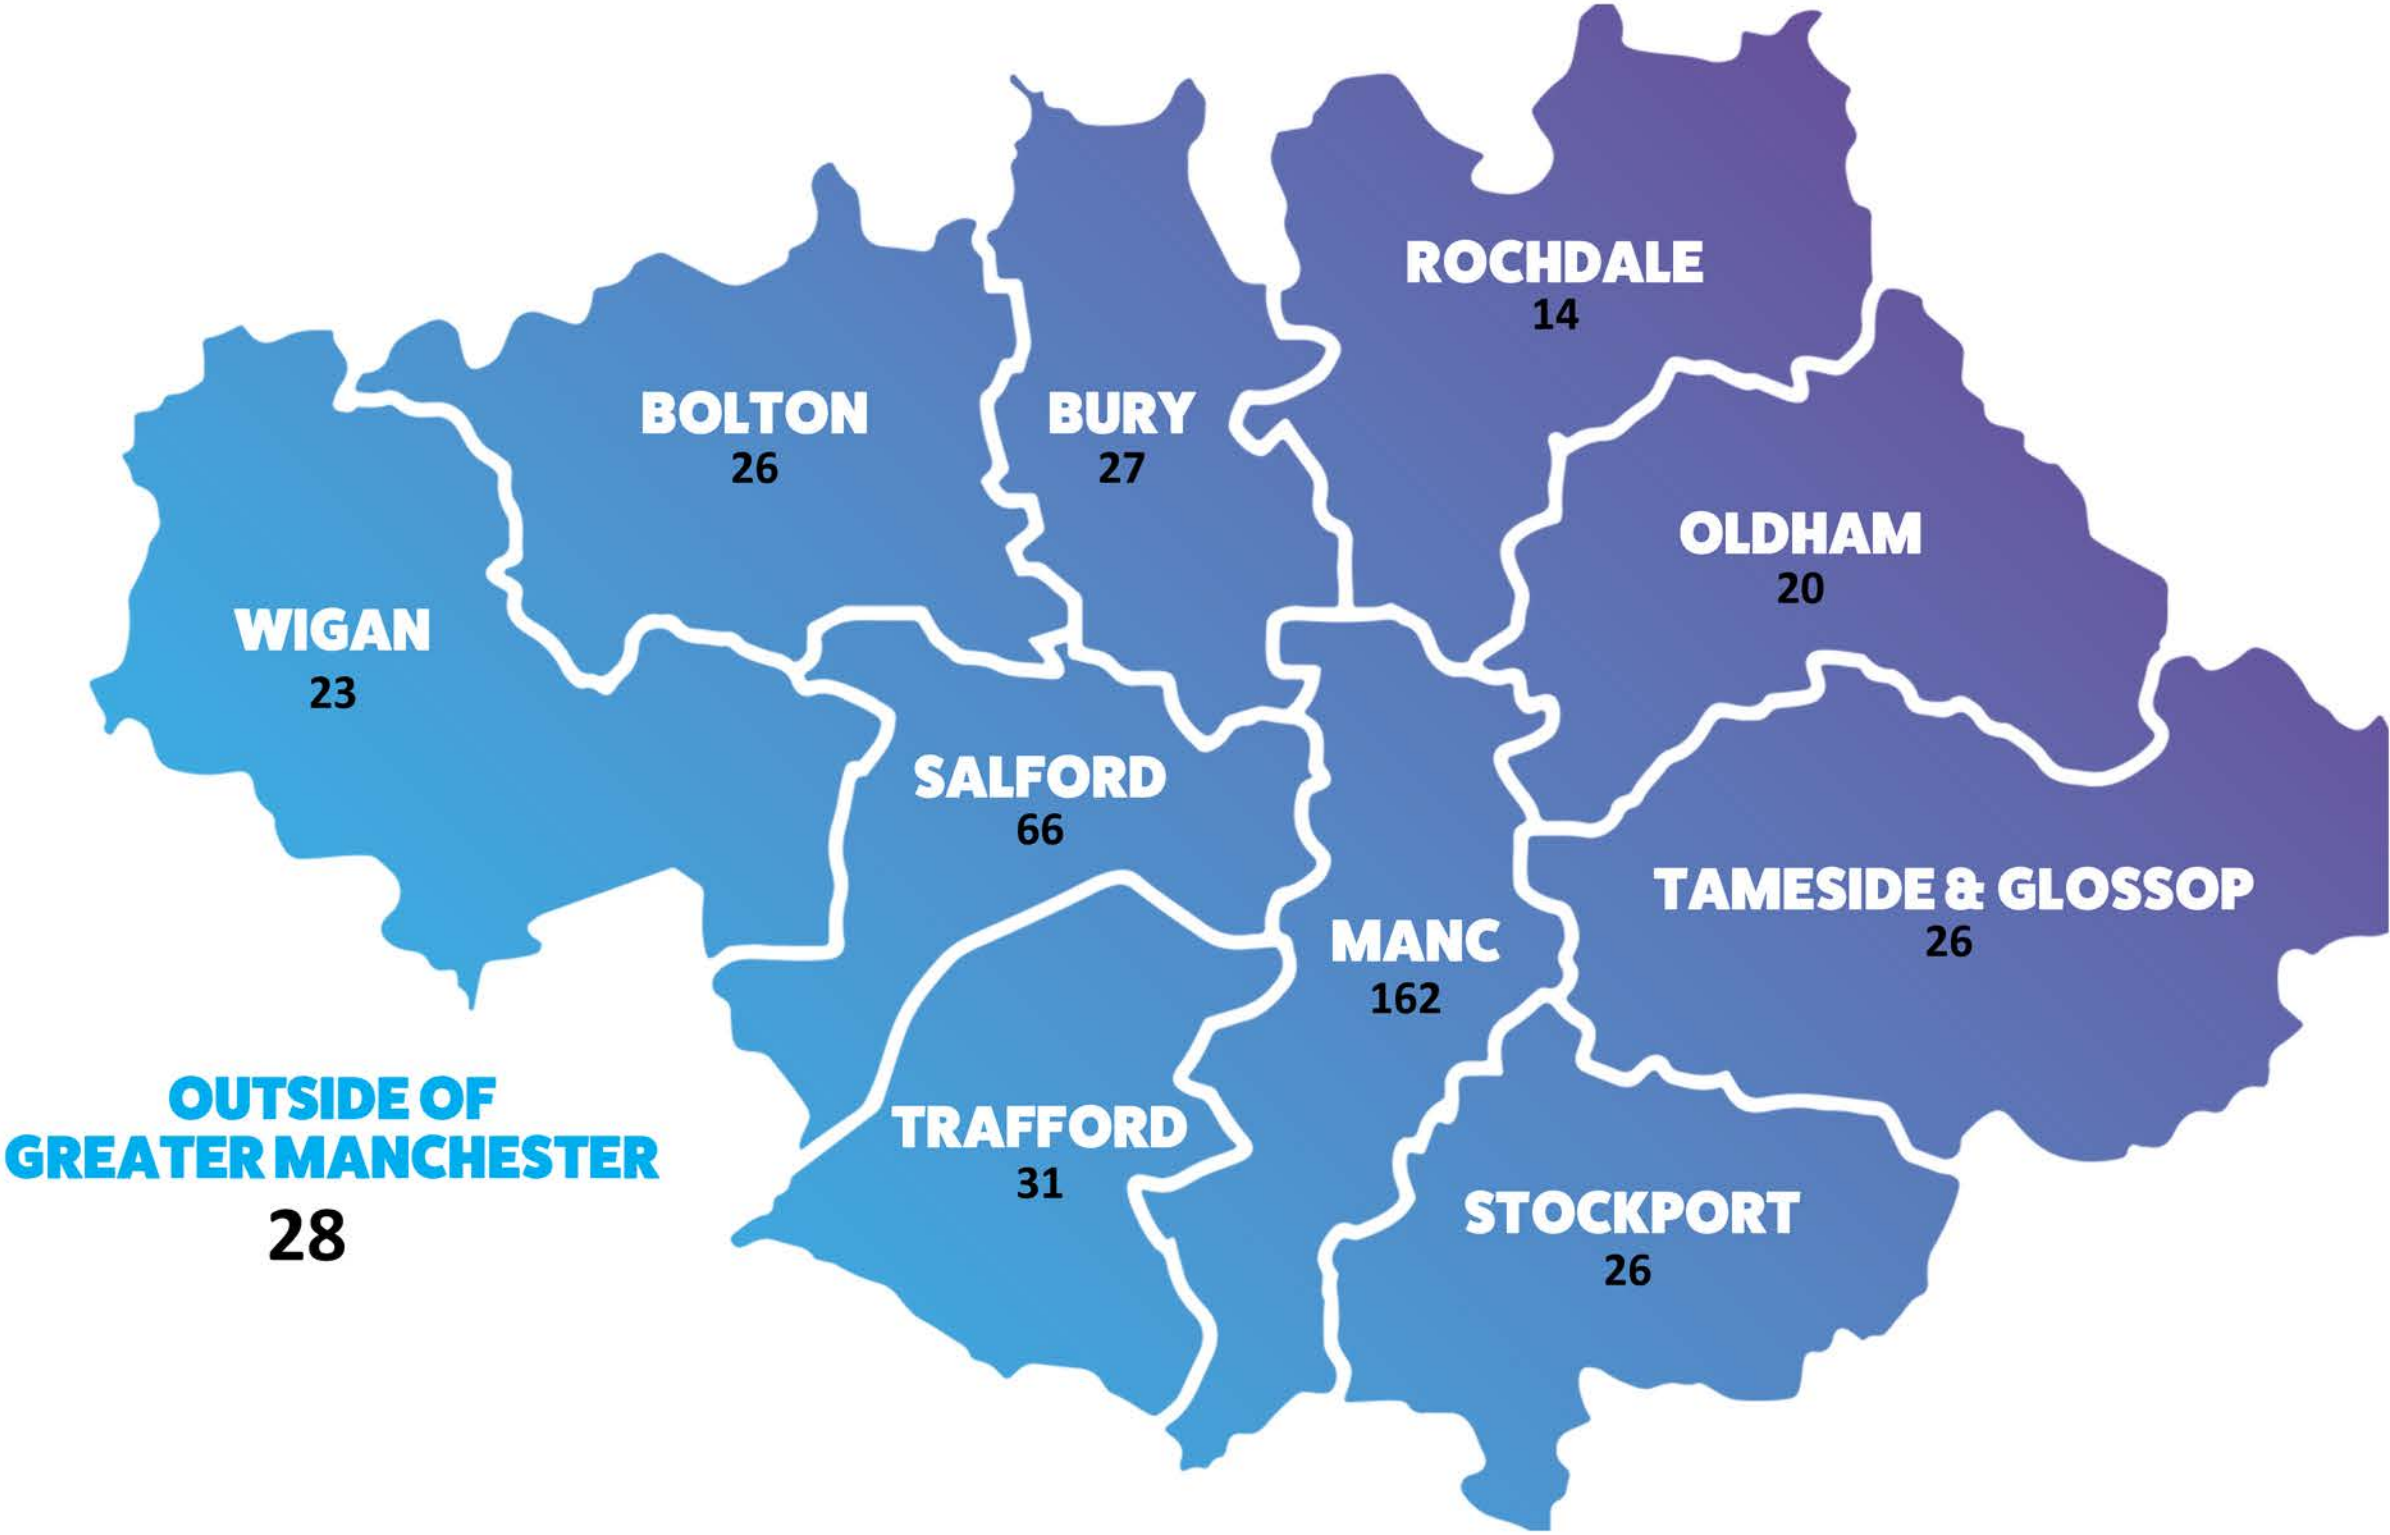 ROCHDALE
14
BOLTON
26
BURY
27
OLDHAM
20
WIGAN
23
SALFORD
66
TAMESIDE & GLOSSOP
26
MANC
162
OUTSIDE OF
GREATER MANCHESTER
28
TRAFFORD
31
STOCKPORT
26